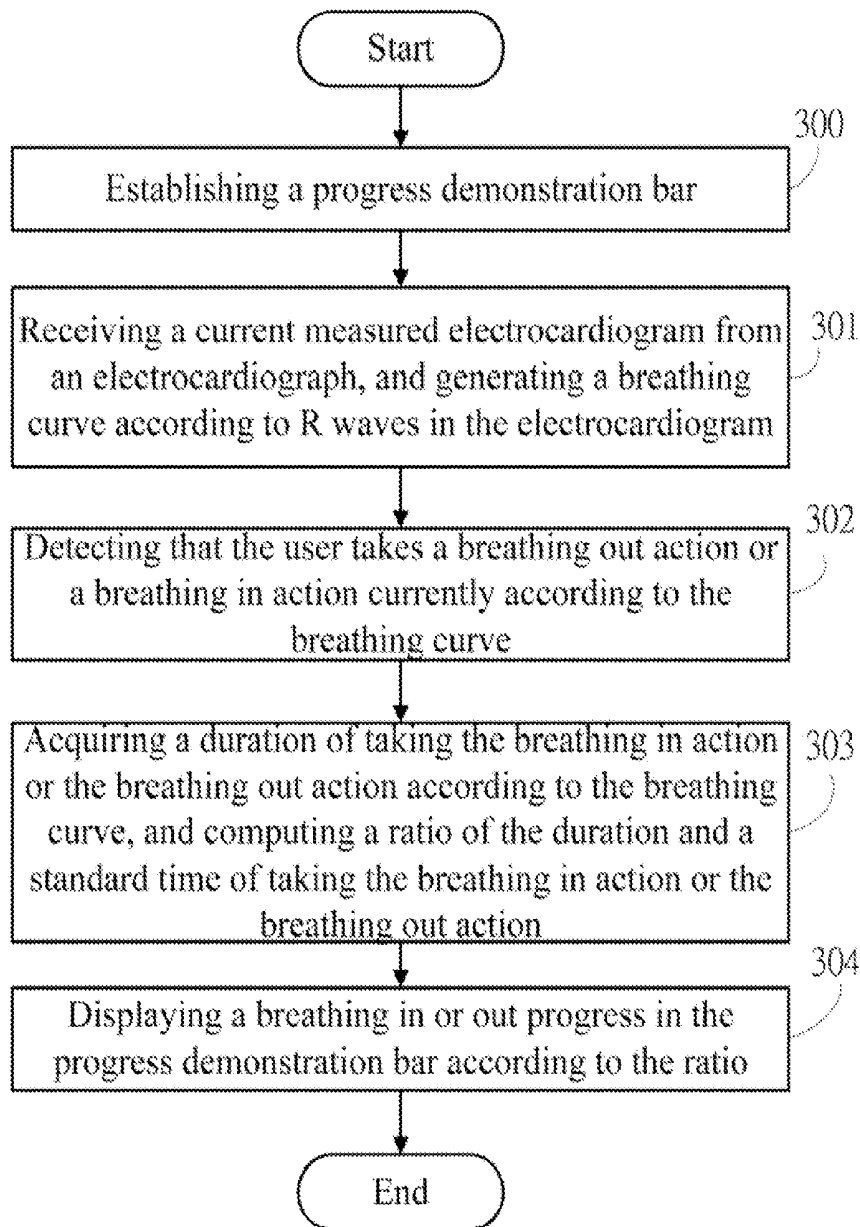 Start
300
Establishing a progress demonstration bar
301
Receiving a current measured electrocardiogram from
an electrocardiograph, and generating a breathing
curve according to R waves in the electrocardiogram
302
Detecting that the user takes a breathing out action or
a breathing in action currently according to the
breathing curve
303
Acquiring a duration of taking the breathing in action
or the breathing out action according to the breathing
curve, and computing a ratio of the duration and a
standard time of taking the breathing in action or the
breathing out action
304
Displaying a breathing in or out progress in the
progress demonstration bar according to the ratio
End